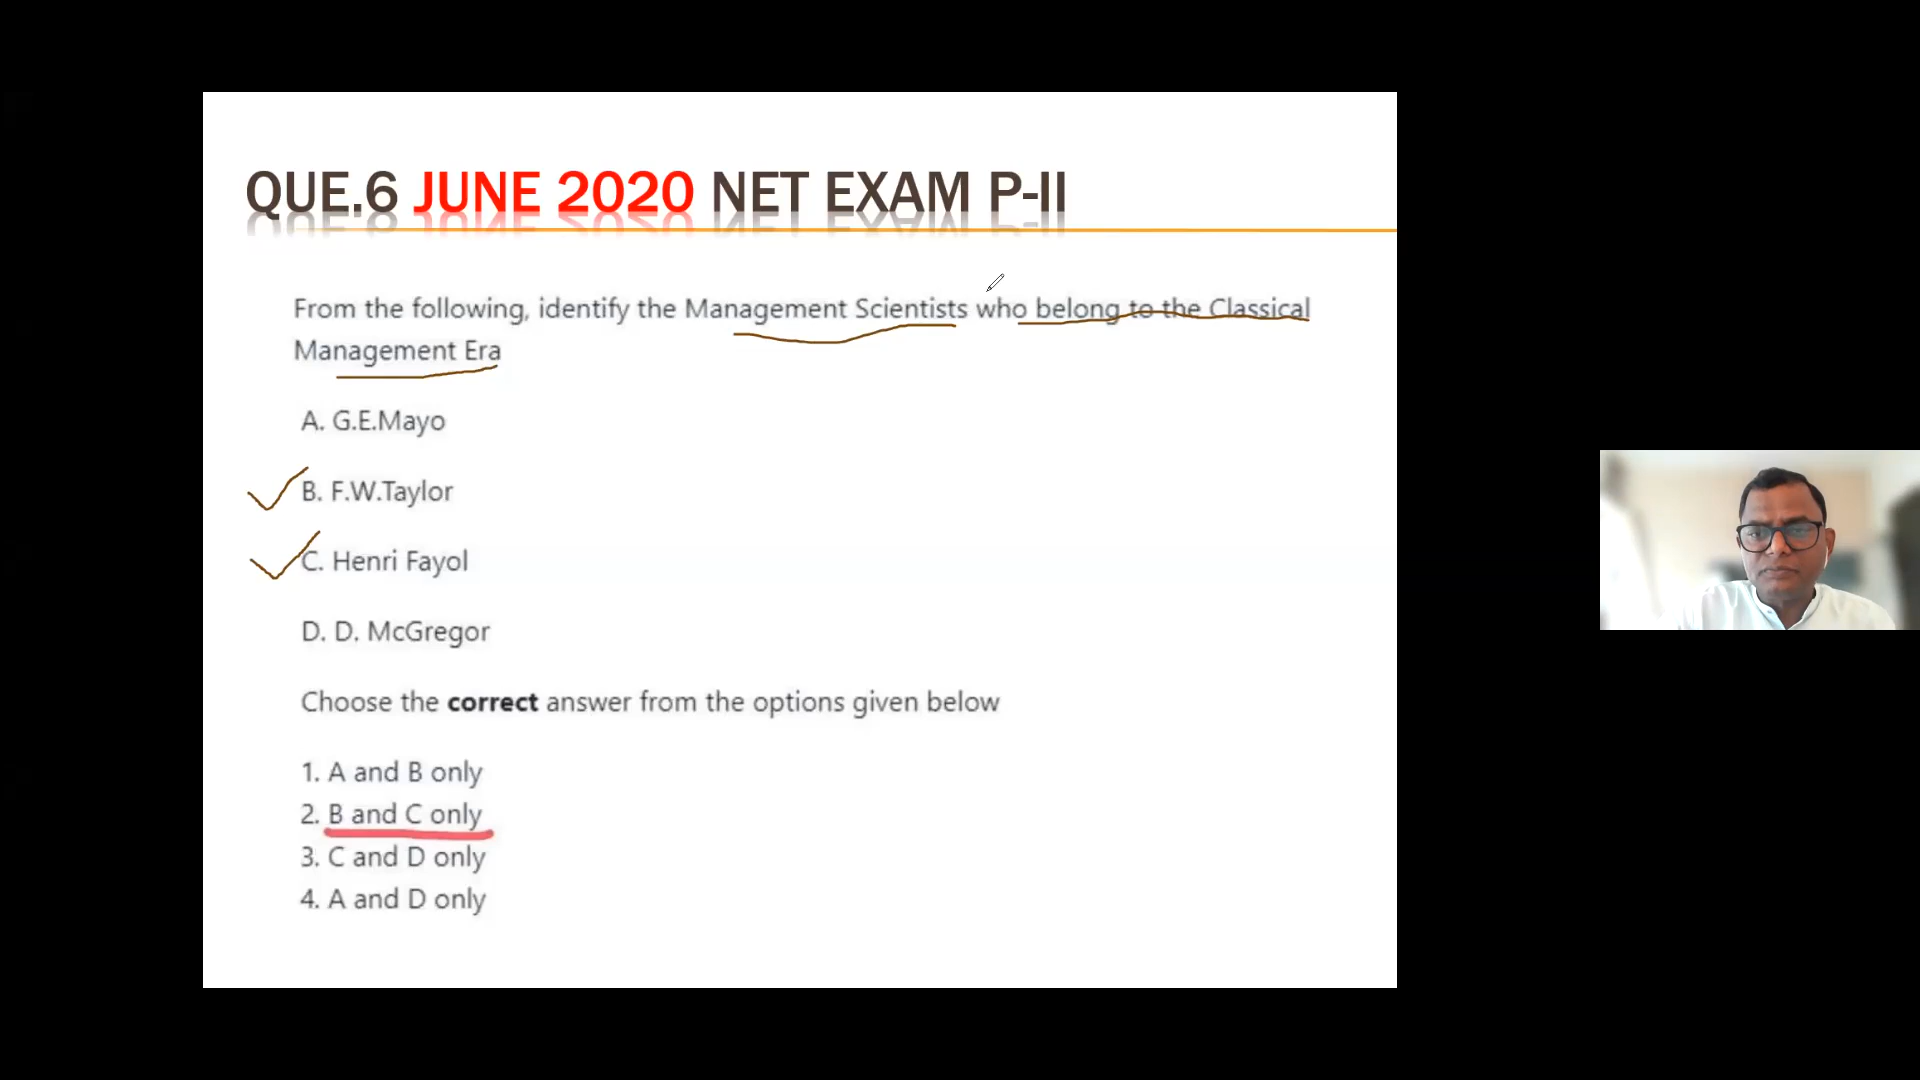 QUE.6 JUNE 2020 NET EXAM P-II
From the following, identify the Management Scientists who belong to the Classical
Management Era
A. G.E.Mayo
B. F.W.Taylor
C. Henri Fayol
D. D. McGregor
Choose the correct answer from the options given below
1. A and B only
2. B and C only
3. C and D only
4. A and D only